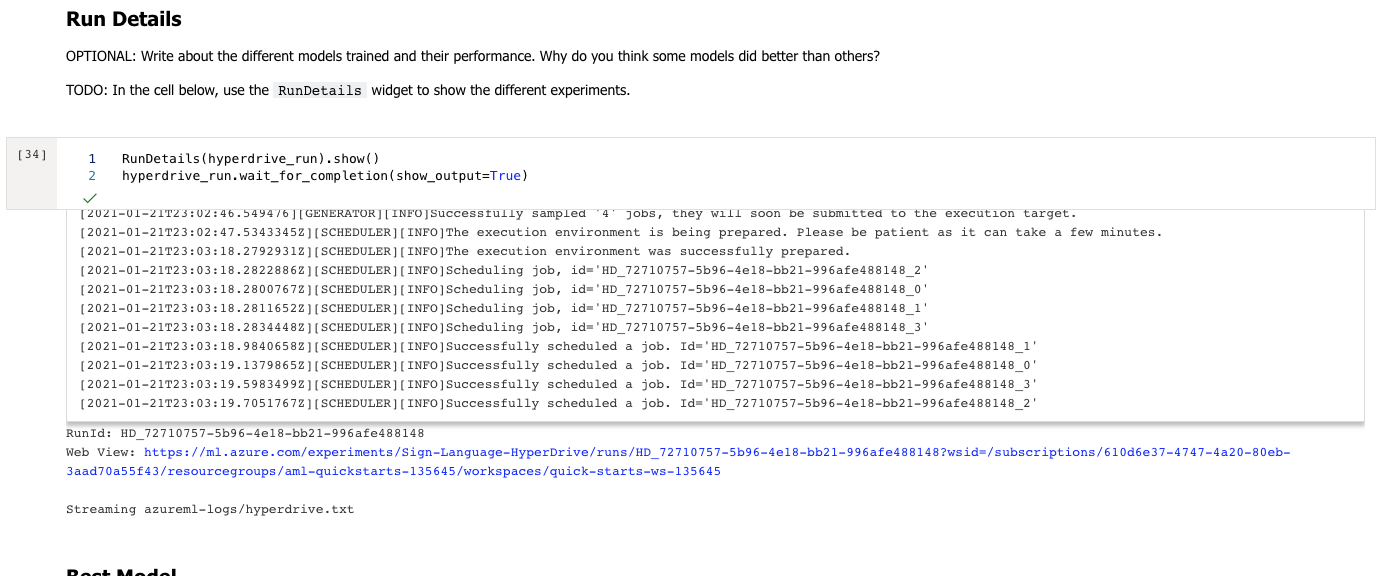 Run Details
OPTIONAL: Write about the different models trained and their performance. Why do you think some models did better than others?
TODO: In the cell below, use the RunDetails widget to show the different experiments.
[34]
1 RunDetails(hyperdrive_run).show()
2 hyperdrive_run.wait_for_completion(show_output=True)
[2021-01-21T23:02:46.549476][GENERATOR][INFO]Successfully sampled '4' jobs, they will soon be submitted to the execution target.
[2021-01-21T23:02:47.5343345Z][SCHEDULER][INFO]The execution environment is being prepared. Please be patient as it can take a few minutes.
[2021-01-21T23:03:18.2792931Z][SCHEDULER][INFO]The execution environment was successfully prepared.
[2021-01-21T23:03:18.2822886Z][SCHEDULER][INFO]Scheduling job, id='HD_72710757-5b96-4e18-bb21-996afe488148_2'
[2021-01-21T23:03:18.2800767Z][SCHEDULER][INFO]Scheduling job, id='HD_72710757-5b96-4e18-bb21-996afe488148_0'
[2021-01-21T23:03:18.2811652Z][SCHEDULER][INFO]Scheduling job, id='HD_72710757-5b96-4e18-bb21-996afe488148_1'
[2021-01-21T23:03:18.2834448Z][SCHEDULER][INFO]Scheduling job, id='HD_72710757-5b96-4e18-bb21-996afe488148_3'
[2021-01-21T23:03:18.9840658Z][SCHEDULER][INFO]Successfully scheduled a job. Id='HD_72710757-5b96-4e18-bb21-996afe488148_1'
[2021-01-21T23:03:19.1379865Z][SCHEDULER][INFO]Successfully scheduled a job. Id='HD_72710757-5b96-4e18-bb21-996afe488148_0'
[2021-01-21T23:03:19.5983499Z][SCHEDULER][INFO]Successfully scheduled a job. Id='HD_72710757-5b96-4e18-bb21-996afe488148_3'
[2021-01-21T23:03:19.7051767Z][SCHEDULER][INFO]Successfully scheduled a job. Id='HD_72710757-5b96-4e18-bb21-996afe488148_2'
RunId: HD_72710757-5b96-4e18-bb21-996afe488148
Web View: https://ml.azure.com/experiments/Sign-Language-HyperDrive/runs/HD_72710757-5b96-4e18-bb21-996afe488148?wsid=/subscriptions/610d6e37-4747-4a20-80eb-
3aad70a55f43/resourcegroups/aml-quickstarts-135645/workspaces/quick-starts-ws-135645
Streaming azureml-logs/hyperdrive.txt
Best Model